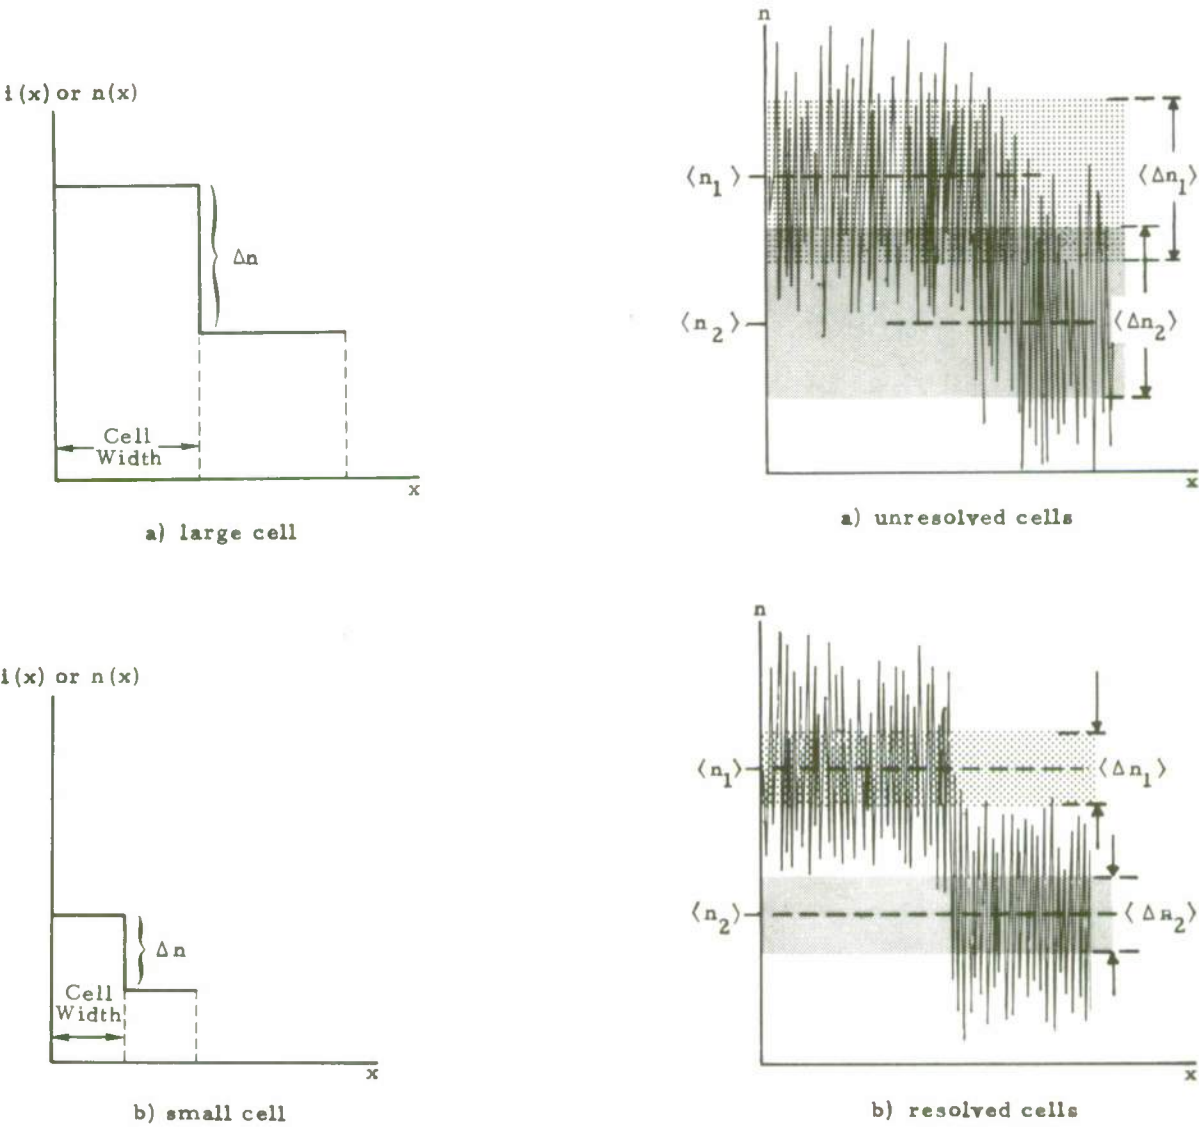 i(x) or n(x)
Δn
Cell
Width
x
a) large cell
n
⟨n₁⟩
⟨Δn₁⟩
⟨n₂⟩
⟨Δn₂⟩
x
a) unresolved cells
i(x) or n(x)
Δn
Cell
Width
x
b) small cell
n
⟨n₁⟩
⟨Δn₁⟩
⟨n₂⟩
⟨Δn₂⟩
x
b) resolved cells